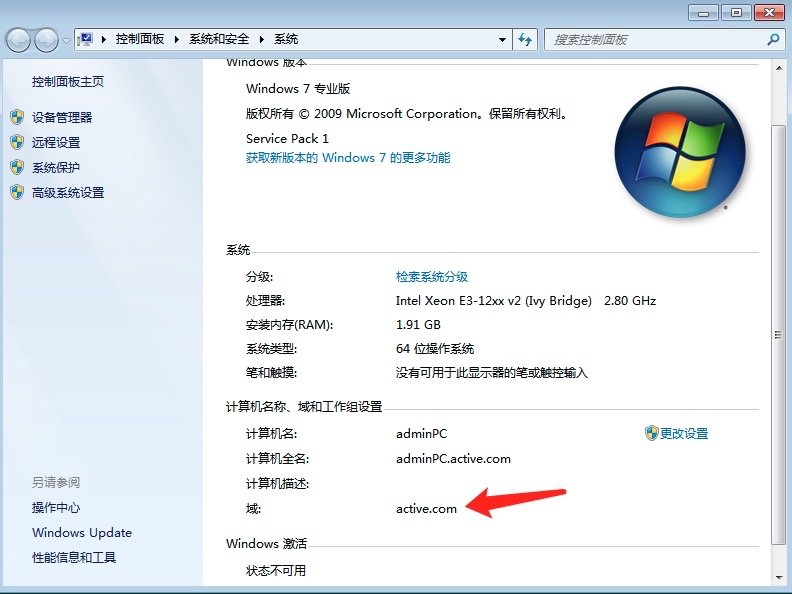 控制面板 ▸ 系统和安全 ▸ 系统
搜索控制面板
控制面板主页
设备管理器
远程设置
系统保护
高级系统设置
另请参阅
操作中心
Windows Update
性能信息和工具
Windows 版本
Windows 7 专业版
版权所有 © 2009 Microsoft Corporation。保留所有权利。
Service Pack 1
获取新版本的 Windows 7 的更多功能
系统
分级: 检索系统分级
处理器: Intel Xeon E3-12xx v2 (Ivy Bridge) 2.80 GHz
安装内存(RAM): 1.91 GB
系统类型: 64 位操作系统
笔和触摸: 没有可用于此显示器的笔或触控输入
计算机名称、域和工作组设置
计算机名: adminPC 更改设置
计算机全名: adminPC.active.com
计算机描述:
域: active.com
Windows 激活
状态不可用